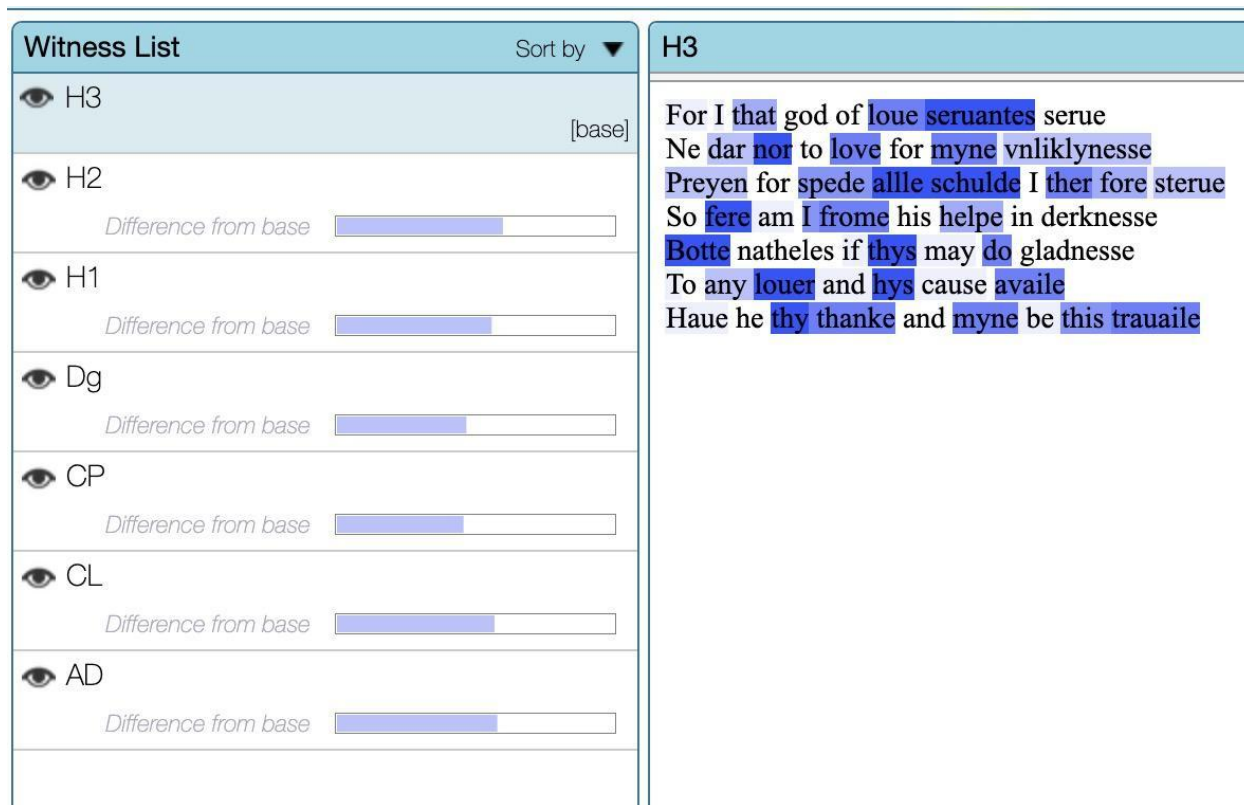 Witness List
Sort by ▼
H3
[base]
H2
Difference from base
H1
Difference from base
Dg
Difference from base
CP
Difference from base
CL
Difference from base
AD
Difference from base
H3
For I that god of loue seruantes serue
Ne dar nor to love for myne vnliklynesse
Preyen for spede allle schulde I ther fore sterue
So fere am I frome his helpe in derknesse
Botte natheles if thys may do gladnesse
To any louer and hys cause availe
Haue he thy thanke and myne be this trauaile